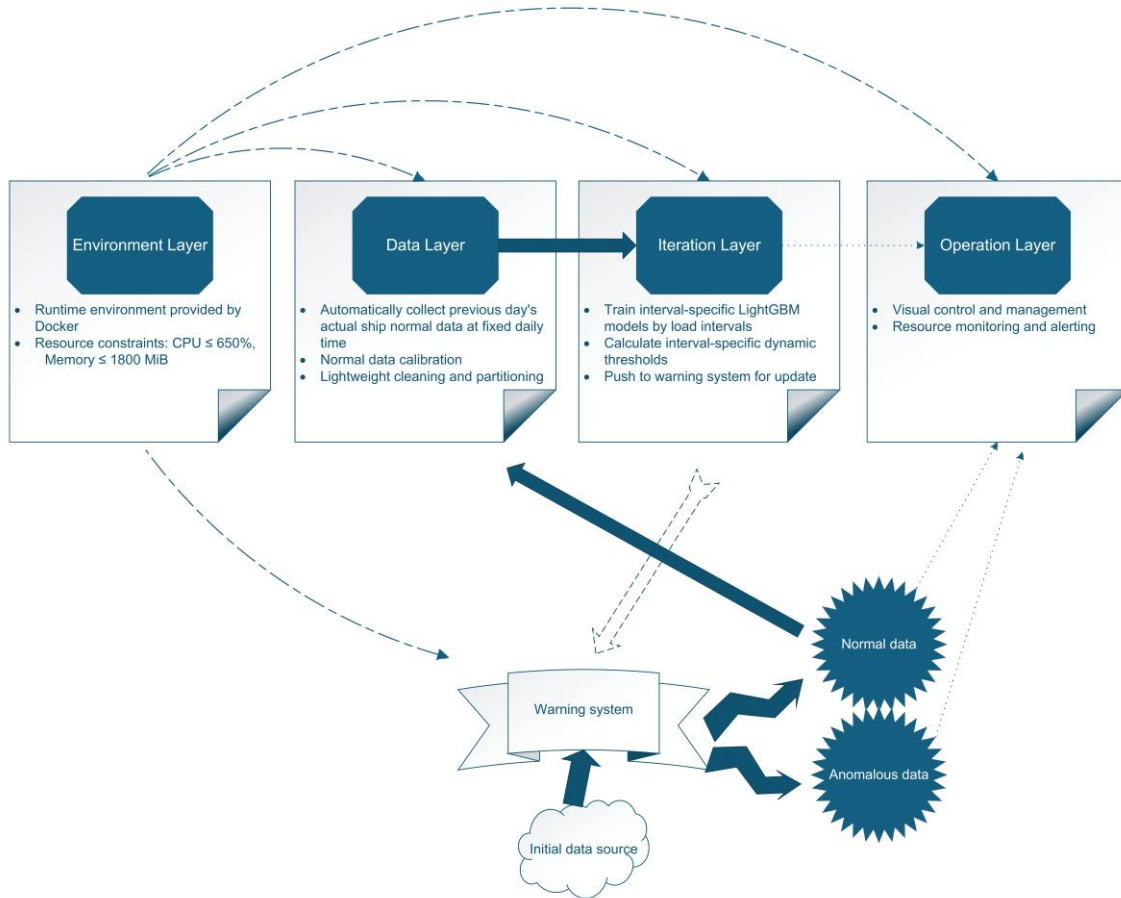 Environment Layer
Data Layer
Iteration Layer
Operation Layer
• Runtime environment provided by
Docker
• Resource constraints: CPU ≤ 650%,
Memory ≤ 1800 MiB
• Automatically collect previous day's
actual ship normal data at fixed daily
time
• Normal data calibration
• Lightweight cleaning and partitioning
• Train interval-specific LightGBM
models by load intervals
• Calculate interval-specific dynamic
thresholds
• Push to warning system for update
• Visual control and management
• Resource monitoring and alerting
Normal data
Warning system
Anomalous data
Initial data source